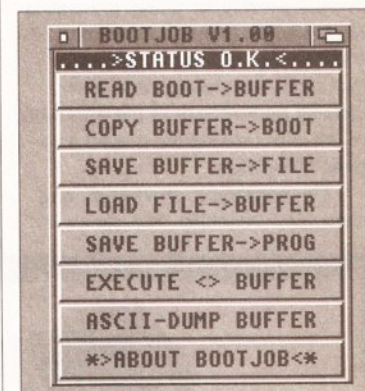 BOOTJOB V1.00
....>STATUS O.K.<....
READ BOOT->BUFFER
COPY BUFFER->BOOT
SAVE BUFFER->FILE
LOAD FILE->BUFFER
SAVE BUFFER->PROG
EXECUTE <> BUFFER
ASCII-DUMP BUFFER
*>ABOUT BOOTJOB<*